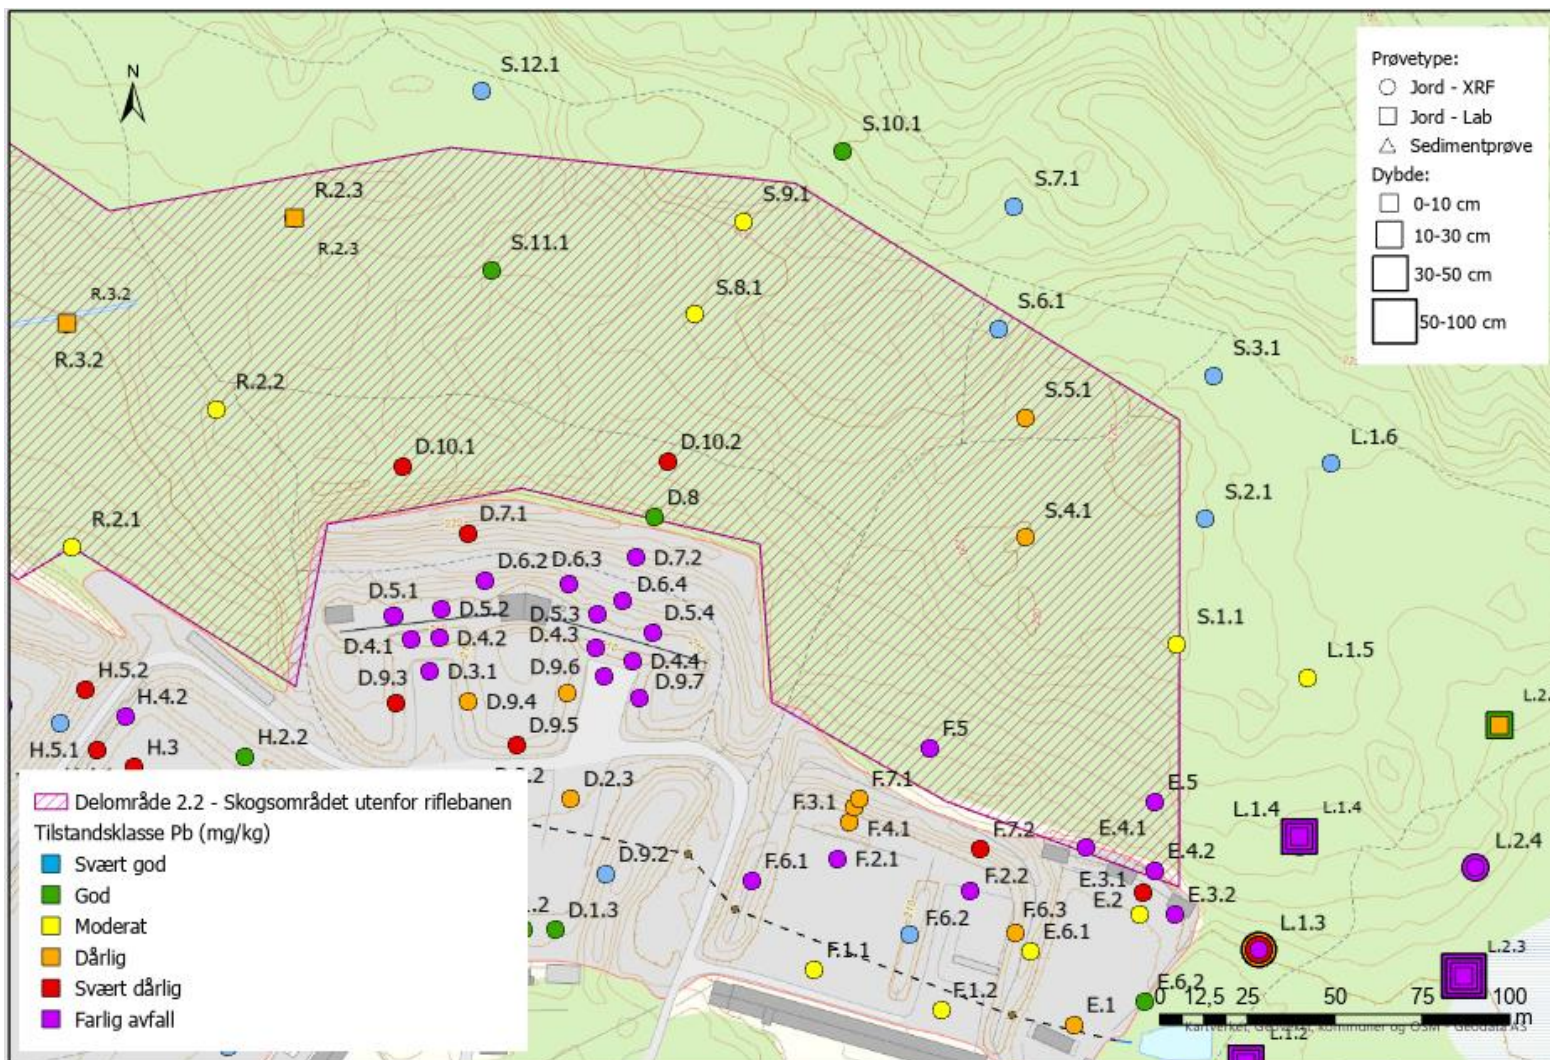 N
S.12.1
S.10.1
S.7.1
R.2.3
R.2.3
S.9.1
S.11.1
S.8.1
R.3.2
R.3.2
S.6.1
S.3.1
R.2.2
S.5.1
L.1.6
D.10.1
D.10.2
D.8
S.2.1
S.4.1
R.2.1
D.7.1
D.6.2
D.6.3
D.7.2
D.6.4
D.5.1
D.5.2
D.5.3
D.5.4
D.4.1
D.4.2
D.4.3
D.4.4
D.9.3
D.3.1
D.9.6
D.9.7
D.9.4
D.9.5
S.1.1
L.1.5
H.5.2
H.4.2
H.5.1
H.3
H.2.2
F.5
D.2.3
F.7.1
F.3.1
F.4.1
E.5
L.1.4
L.1.4
L.2.4
D.9.2
F.6.1
F.2.1
F.7.2
E.4.1
E.4.2
F.2.2
E.3.1
E.2
E.3.2
D.1.3
F.6.2
F.6.3
E.6.1
L.1.3
L.2.3
F.1.1
F.1.2
E.6.2
E.1
L.1.2
Prøvetype:
Jord - XRF
Jord - Lab
Sedimentprøve
Dybde:
0-10 cm
10-30 cm
30-50 cm
50-100 cm
Delområde 2.2 - Skogsområdet utenfor riflebanen
Tilstandsklasse Pb (mg/kg)
Svært god
God
Moderat
Dårlig
Svært dårlig
Farlig avfall
0 12,5 25 50 75 100
m